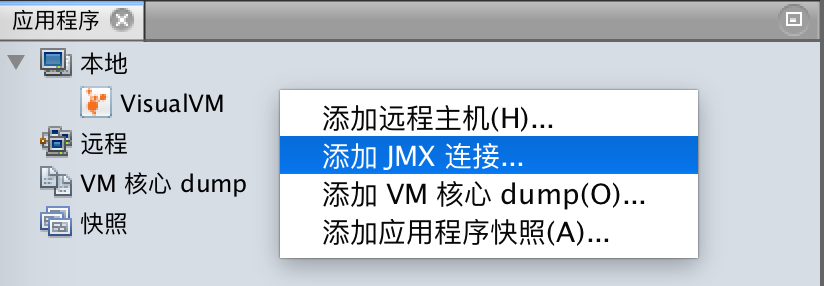 应用程序
本地
VisualVM
远程
VM 核心 dump
快照
添加远程主机(H)...
添加 JMX 连接...
添加 VM 核心 dump(O)...
添加应用程序快照(A)...